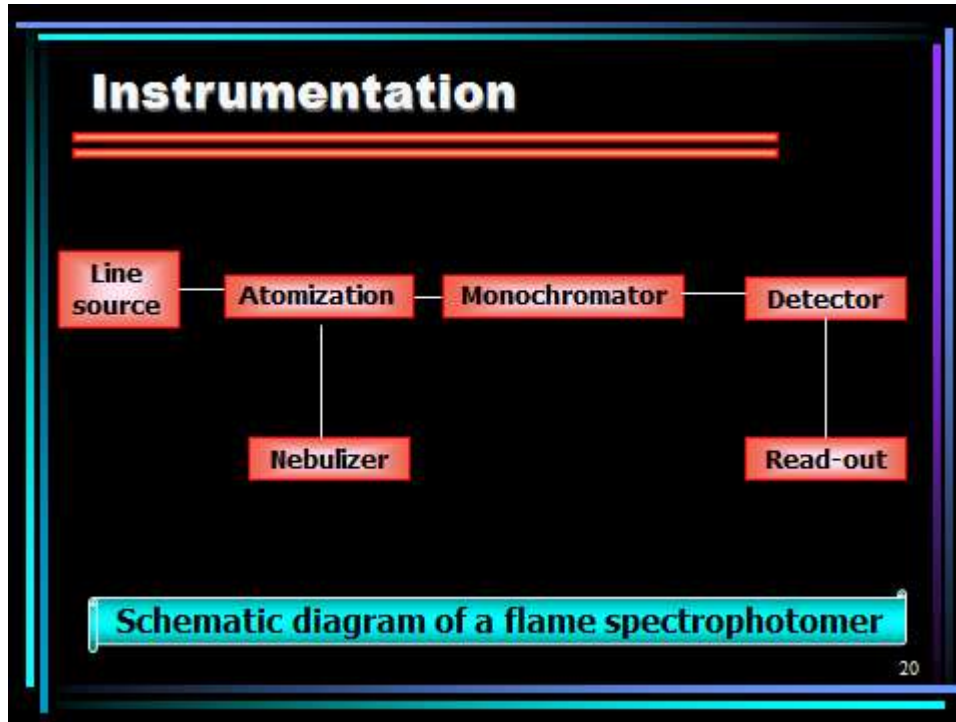 Instrumentation
Line
source
Atomization
Monochromator
Detector
Nebulizer
Read-out
Schematic diagram of a flame spectrophotomer
20